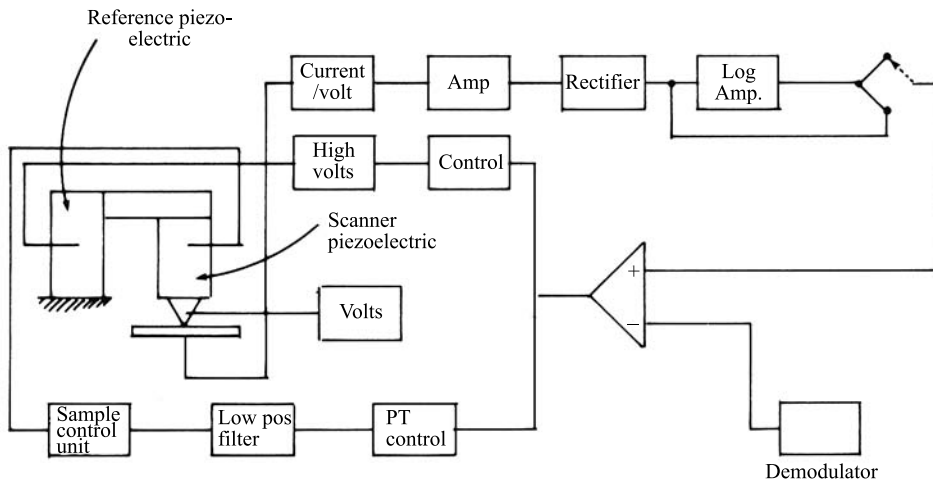 Reference piezo-
electric
Current
/volt
Amp
Rectifier
Log
Amp.
High
volts
Control
Scanner
piezoelectric
+
Volts
−
Sample
control
unit
Low pos
filter
PT
control
Demodulator